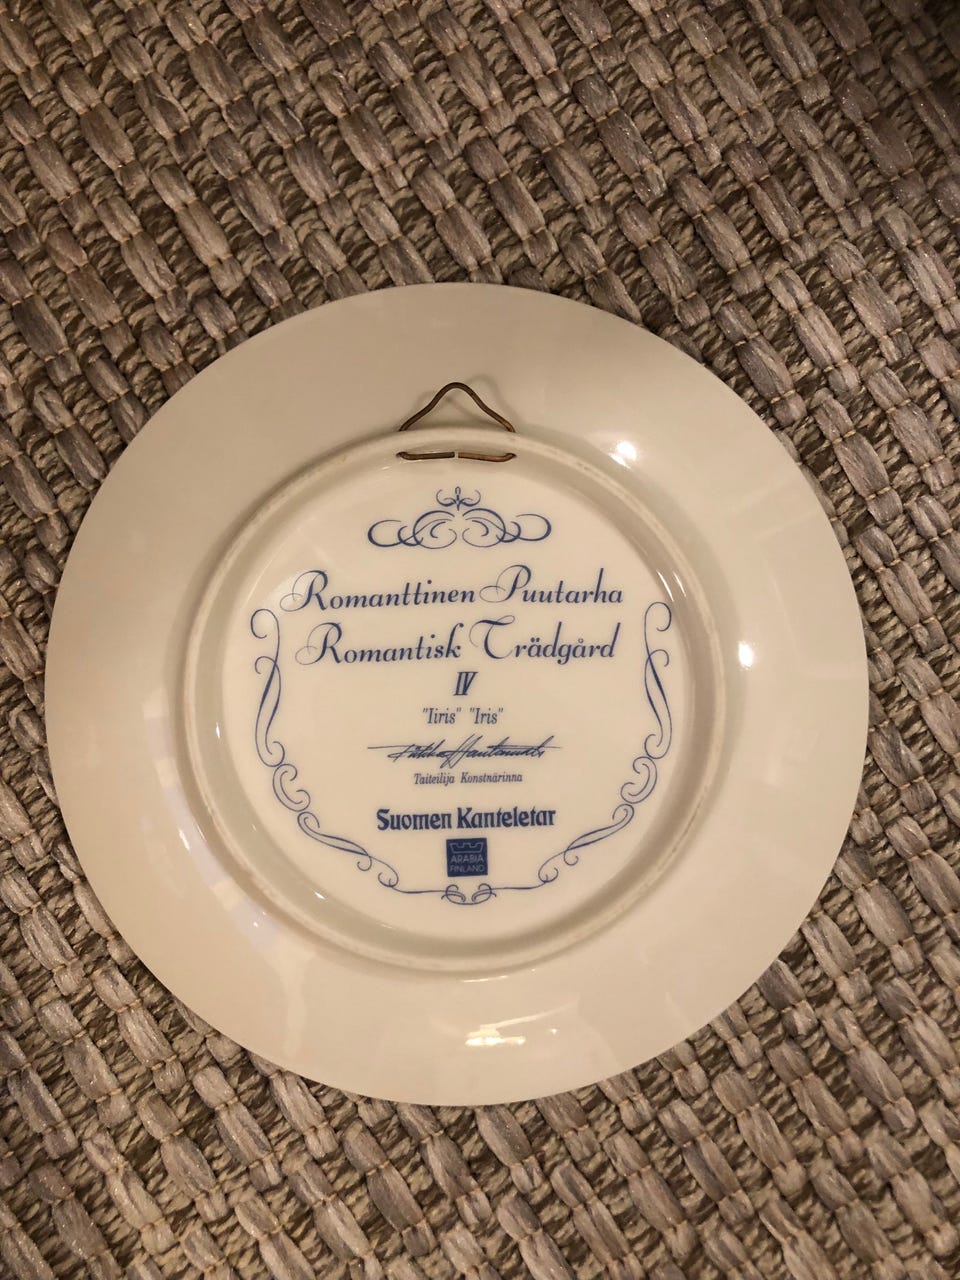 Romanttinen Puutarha
Romantisk Trädgård
IV
"Iiris" "Iris"
Taiteilija Konstnärinna
Suomen Kanteletar
ARABIA
FINLAND